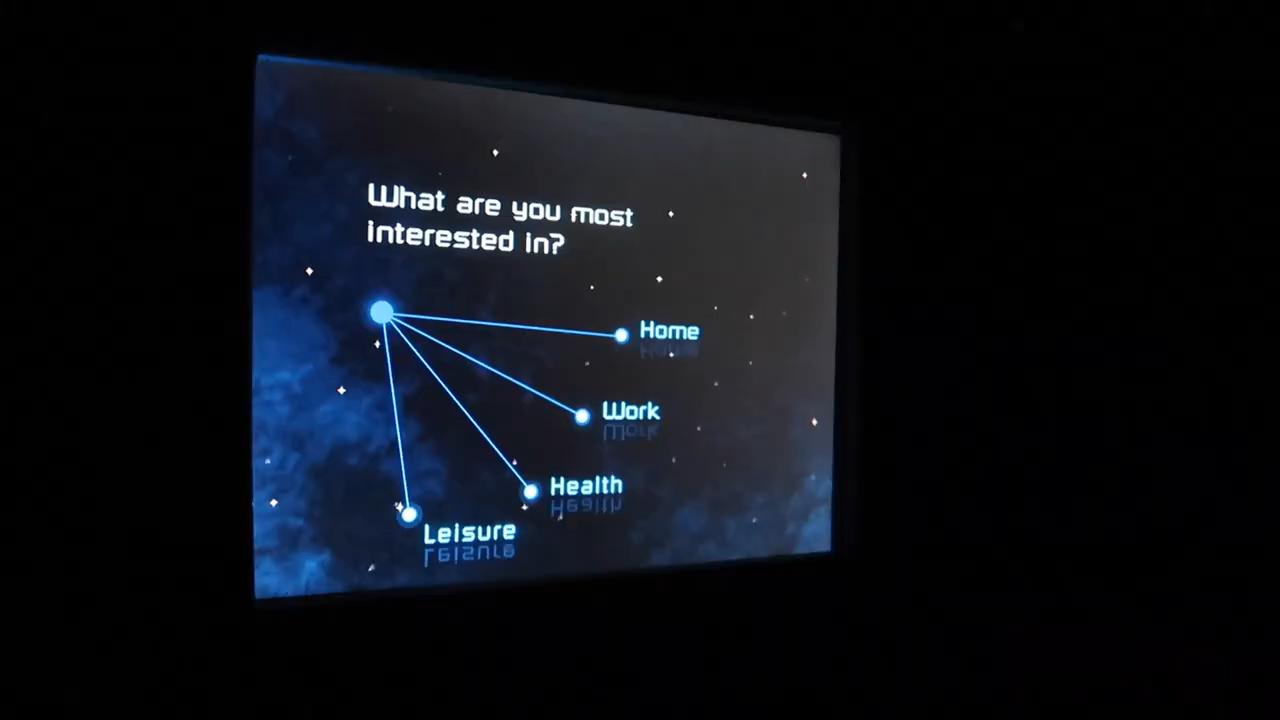 What are you most
interested in?
Home
Work
Health
Leisure